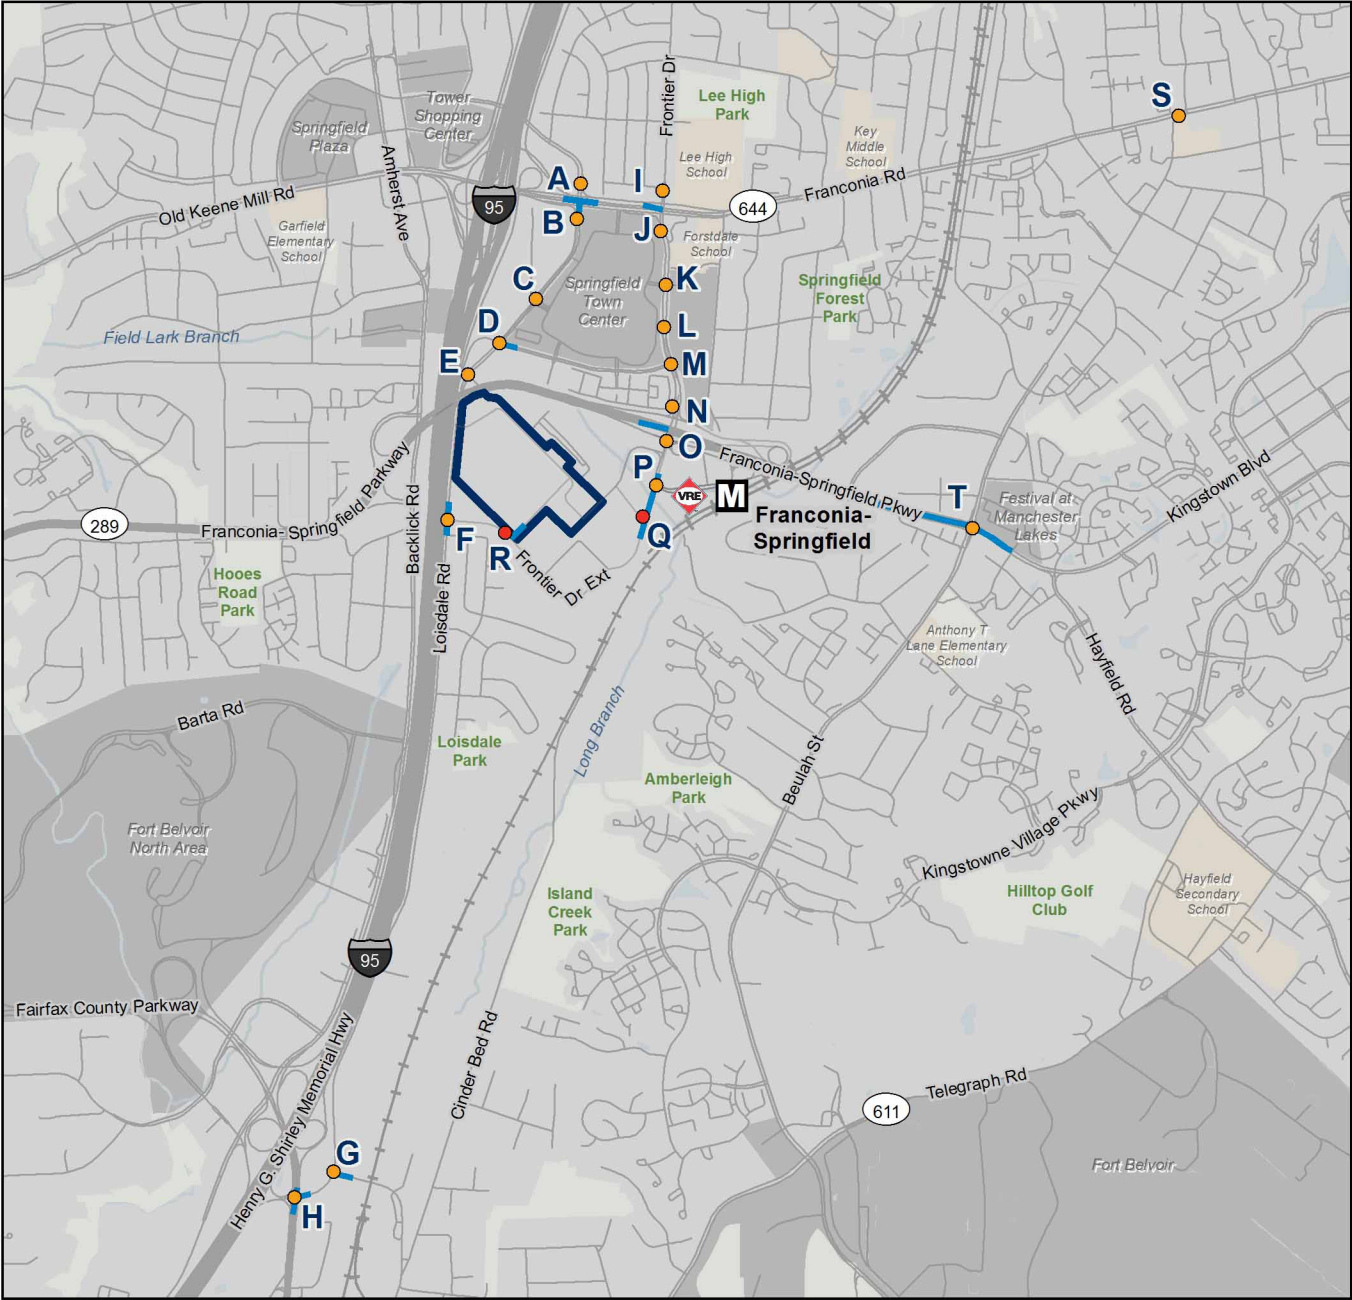 S
Tower
Shopping
Center
Frontier Dr
Lee High
Park
Springfield
Plaza
Key
Middle
School
Lee High
School
Amherst Ave
A
I
Franconia Rd
Old Keene Mill Rd
95
644
B
J
Garfield
Elementary
School
Forstdale
School
C
Springfield
Town
Center
K
Springfield
Forest
Park
D
L
Field Lark Branch
E
M
N
O
P
Franconia-Springfield Pkwy
VRE
M
T
Festival at
Manchester
Lakes
Kingstown Blvd
289
Franconia- Springfield Parkway
Backlick Rd
F
R
Q
Franconia-
Springfield
Frontier Dr Ext
Hooes
Road
Park
Loisdale Rd
Anthony T
Lane Elementary
School
Hayfield Rd
Barta Rd
Long Branch
Loisdale
Park
Amberleigh
Park
Beulah St
Fort Belvoir
North Area
Kingstowne Village Pkwy
Island
Creek
Park
Hilltop Golf
Club
Hayfield
Secondary
School
95
Fairfax County Parkway
Henry G. Shirley Memorial Hwy
Cinder Bed Rd
Telegraph Rd
611
G
Fort Belvoir
H